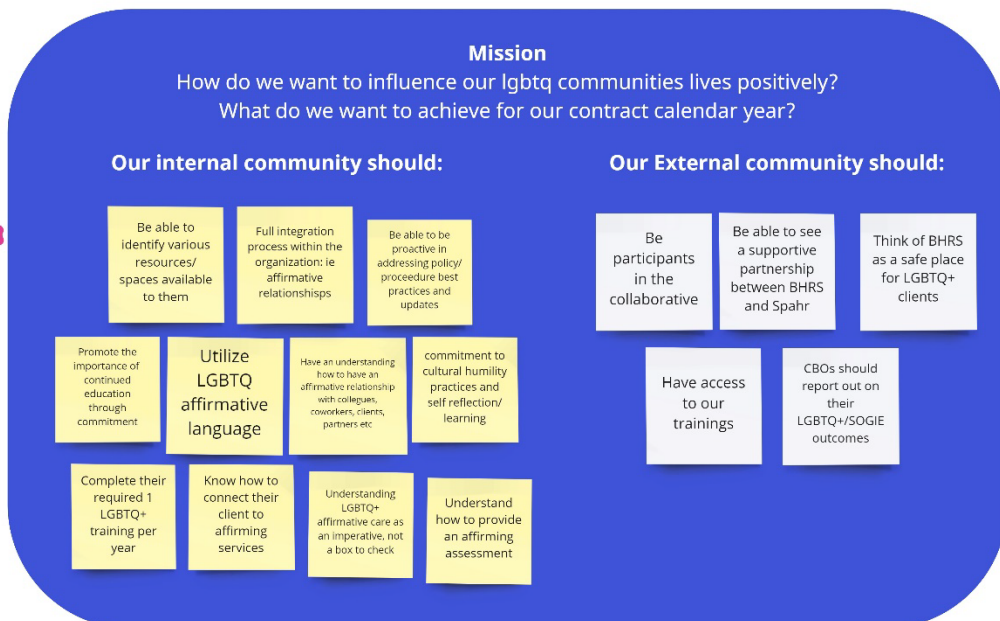 Mission
How do we want to influence our lgbtq communities lives positively?
What do we want to achieve for our contract calendar year?
Our internal community should:
Be able to
identify various
resources/
spaces available
to them
Full integration
process within the
organization: ie
affirmative
relationshisps
Be able to be
proactive in
addressing policy/
proceedure best
practices and
updates
Promote the
importance of
continued
education
through
commitment
Utilize
LGBTQ
affirmative
language
Have an understanding
how to have an
affirmative relationship
with collegues,
coworkers, clients,
partners etc
commitment to
cultural humility
practices and
self reflection/
learning
Complete their
required 1
LGBTQ+
training per
year
Know how to
connect their
client to
affirming
services
Understanding
LGBTQ+
affirmative care as
an imperative, not
a box to check
Understand
how to provide
an affirming
assessment
Our External community should:
Be
participants
in the
collaborative
Be able to see
a supportive
partnership
between BHRS
and Spahr
Think of BHRS
as a safe place
for LGBTQ+
clients
Have access
to our
trainings
CBOs should
report out on
their
LGBTQ+/SOGIE
outcomes